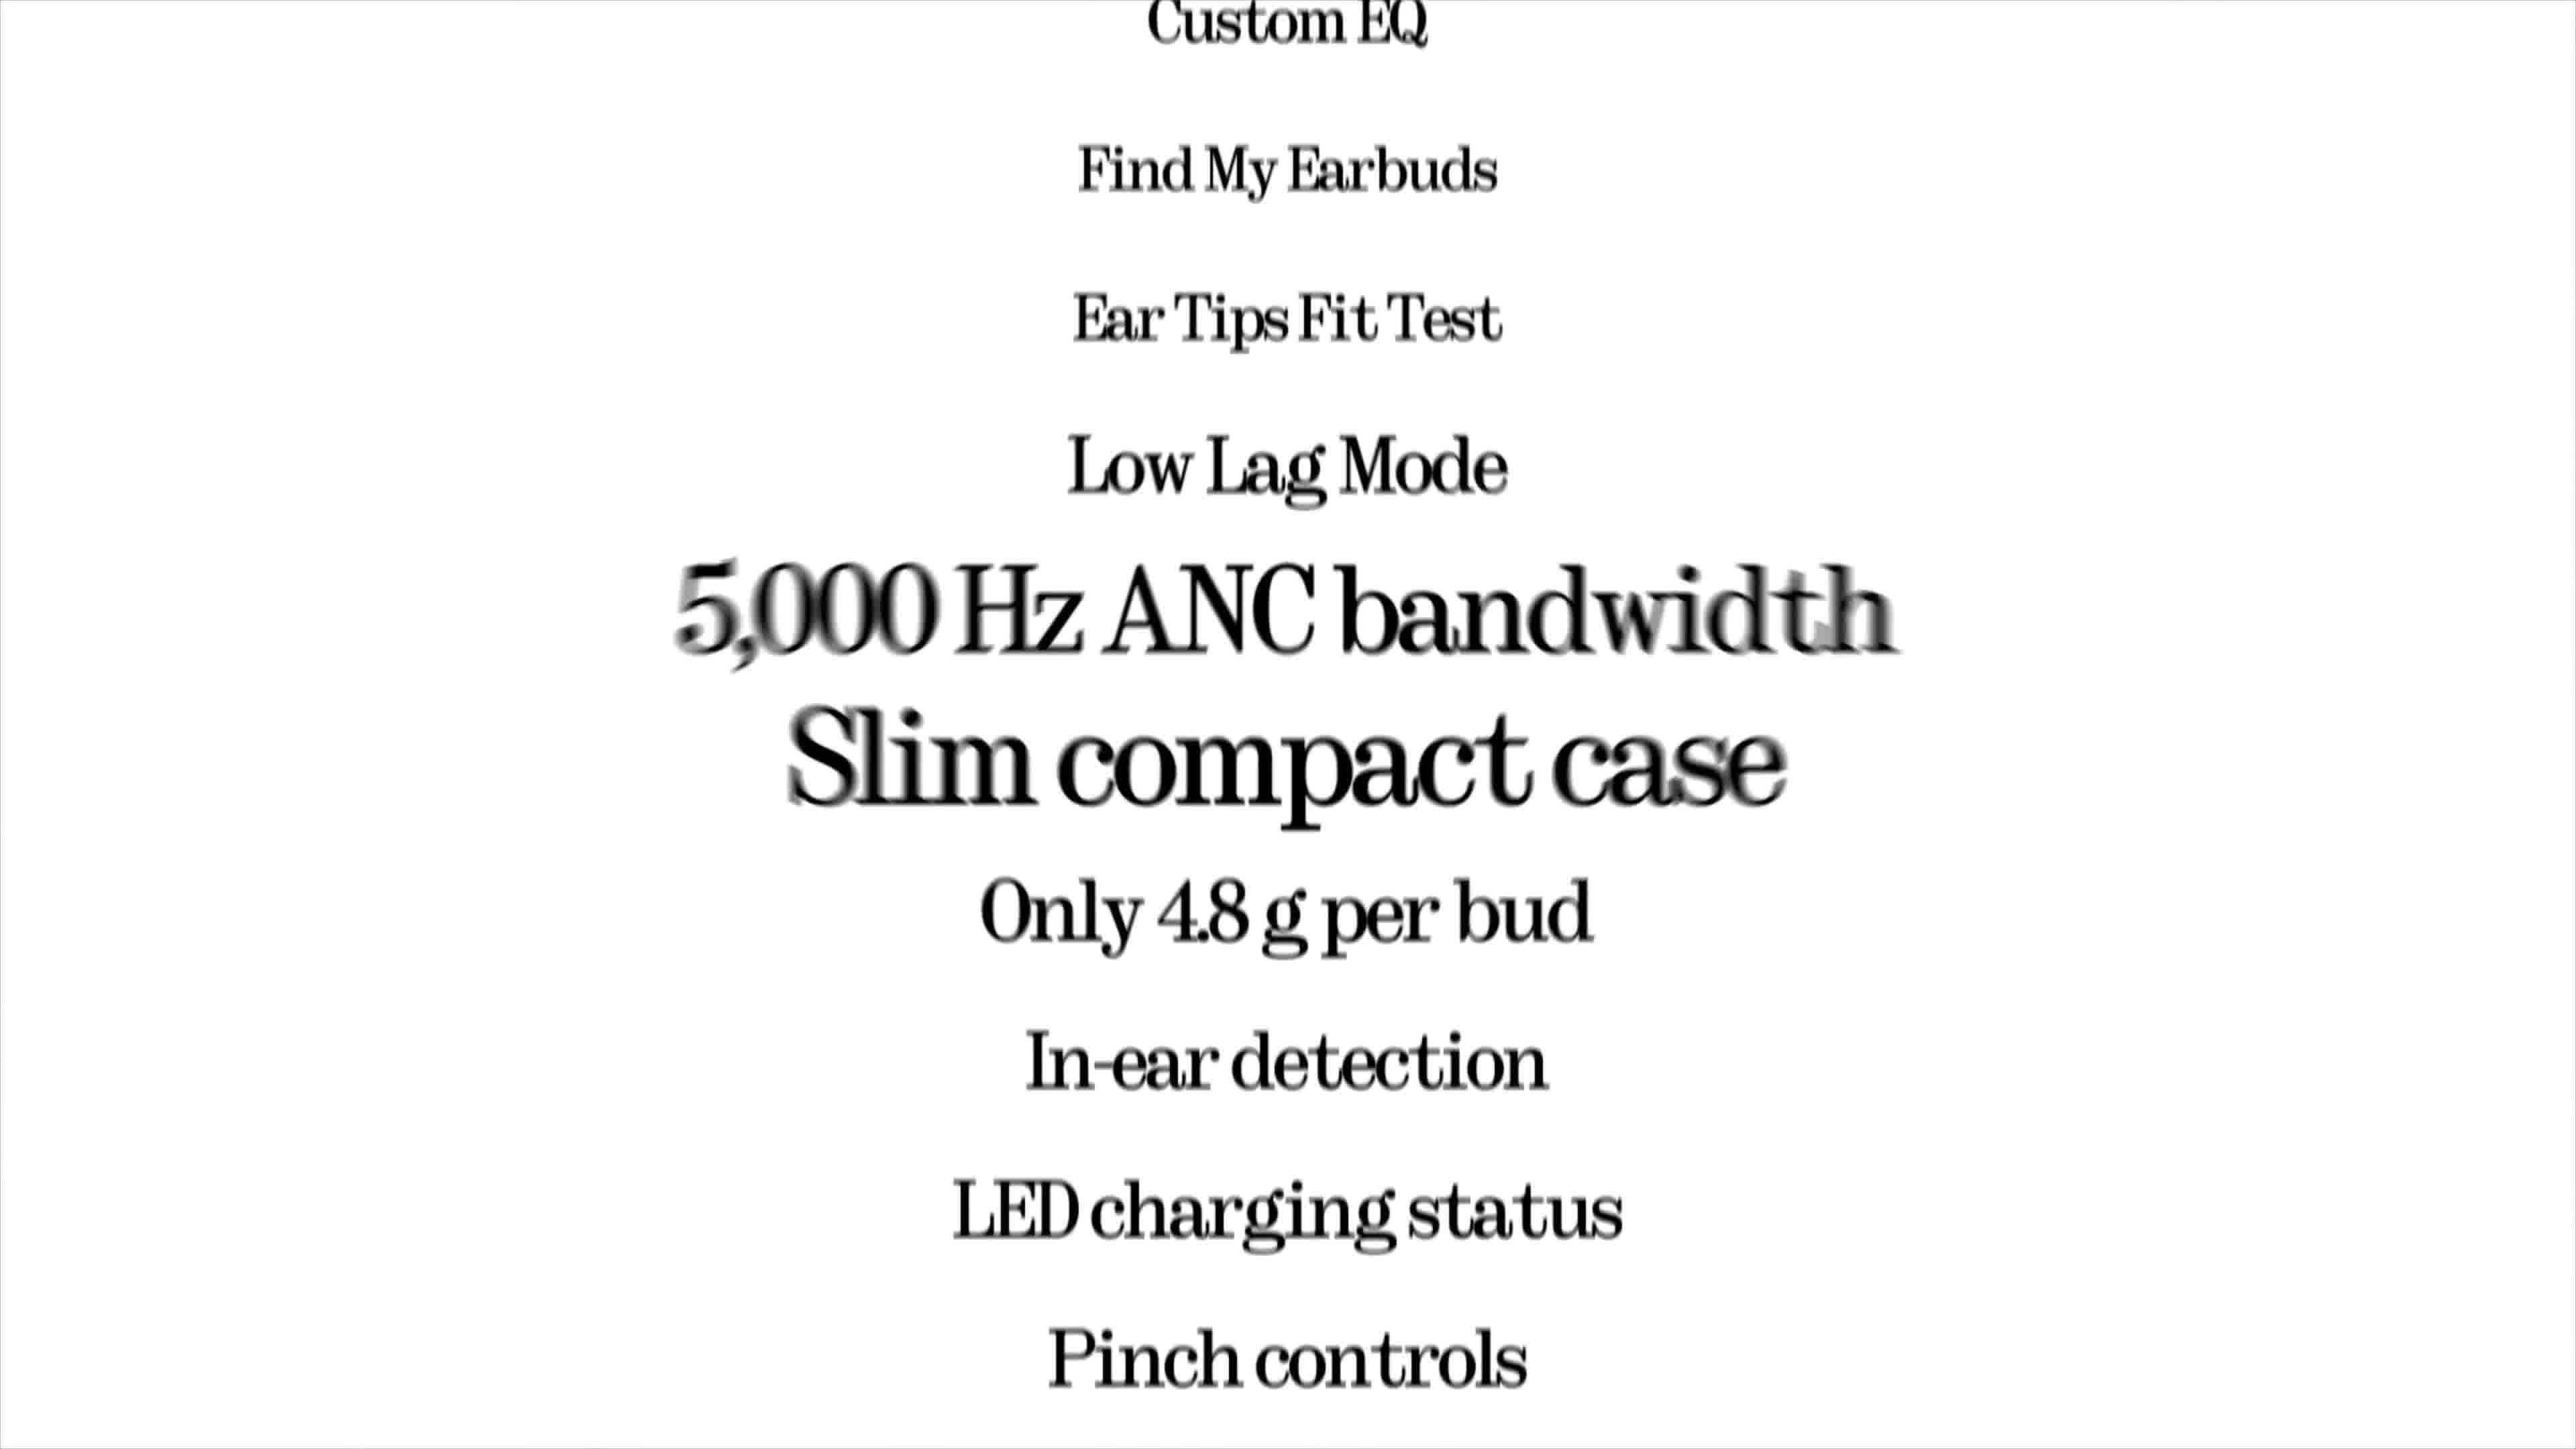 Custom EQ
Find My Earbuds
Ear Tips Fit Test
Low Lag Mode
5,000 Hz ANC bandwidth
Slim compact case
Only 4.8 g per bud
In-ear detection
LED charging status
Pinch controls